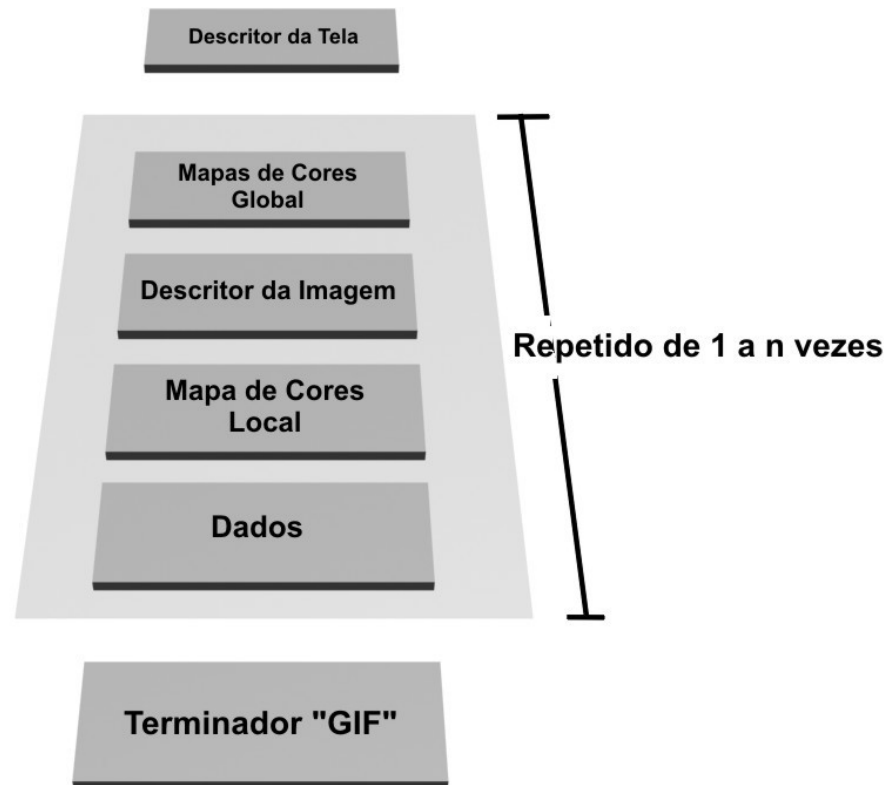 Descritor da Tela
Mapas de Cores
Global
Descritor da Imagem
Repetido de 1 a n vezes
Mapa de Cores
Local
Dados
Terminador "GIF"